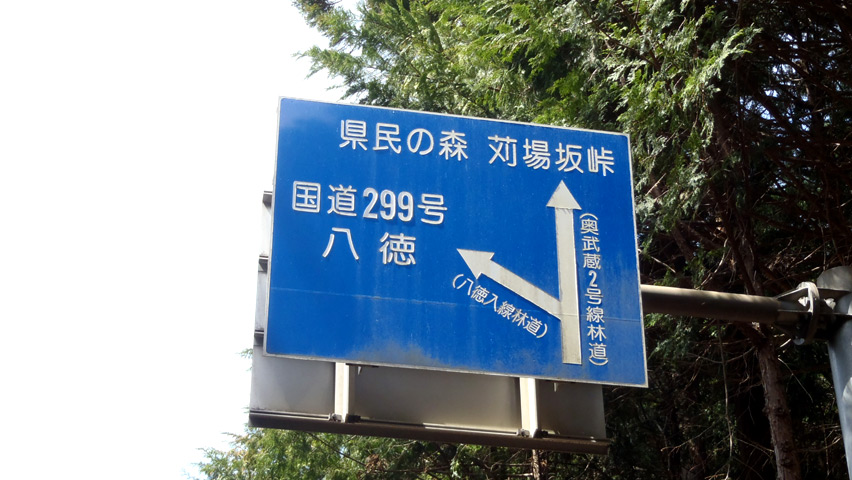 県民の森 苅場坂峠
国道299号
八徳
(八徳入線林道)
(奥武蔵2号線林道)